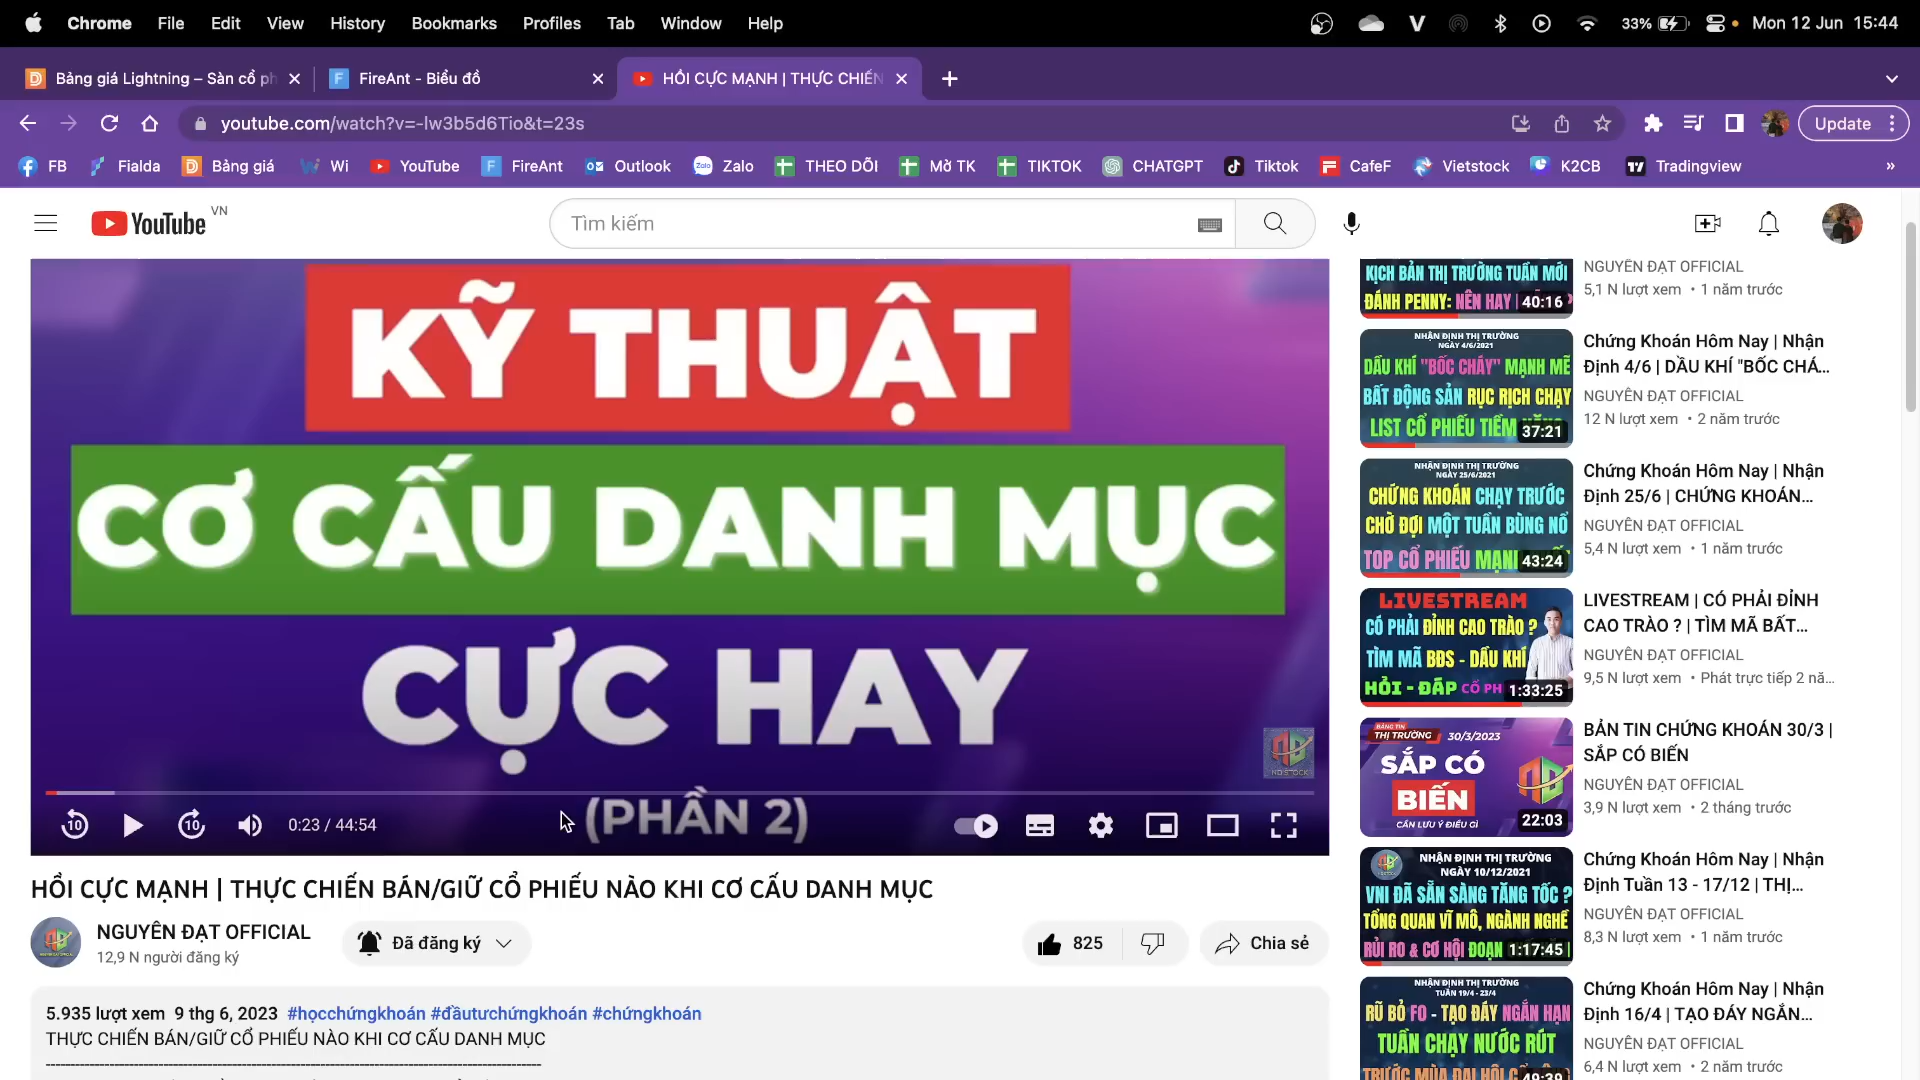 Chrome File Edit View History Bookmarks Profiles Tab Window Help
33% Mon 12 Jun 15:44
Bảng giá Lightning – Sàn cổ ph
FireAnt - Biểu đồ
HỒI CỰC MẠNH | THỰC CHIẾN
youtube.com/watch?v=-lw3b5d6Tio&t=23s
Update
FB Fialda Bảng giá Wi YouTube FireAnt Outlook Zalo THEO DÕI Mở TK TIKTOK CHATGPT Tiktok CafeF Vietstock K2CB Tradingview »
YouTube VN
Tìm kiếm
KỸ THUẬT
CƠ CẤU DANH MỤC
CỰC HAY
(PHẦN 2)
ND STOCK
0:23 / 44:54
HỒI CỰC MẠNH | THỰC CHIẾN BÁN/GIỮ CỔ PHIẾU NÀO KHI CƠ CẤU DANH MỤC
NGUYÊN ĐẠT OFFICIAL
12,9 N người đăng ký
Đã đăng ký
825
Chia sẻ
5.935 lượt xem 9 thg 6, 2023 #họcchứngkhoán #đầutưchứngkhoán #chứngkhoán
THỰC CHIẾN BÁN/GIỮ CỔ PHIẾU NÀO KHI CƠ CẤU DANH MỤC
KỊCH BẢN THỊ TRƯỜNG TUẦN MỚI
ĐÁNH PENNY: NÊN HAY
40:16
NGUYÊN ĐẠT OFFICIAL
5,1 N lượt xem • 1 năm trước
NHẬN ĐỊNH THỊ TRƯỜNG
NGÀY 4/6/2021
DẦU KHÍ "BỐC CHÁY" MẠNH MẼ
BẤT ĐỘNG SẢN RỤC RỊCH CHẠY
LIST CỔ PHIẾU TIỀM
37:21
Chứng Khoán Hôm Nay | Nhận
Định 4/6 | DẦU KHÍ "BỐC CHÁ...
NGUYÊN ĐẠT OFFICIAL
12 N lượt xem • 2 năm trước
NHẬN ĐỊNH THỊ TRƯỜNG
NGÀY 25/6/2021
CHỨNG KHOÁN CHẠY TRƯỚC
CHỜ ĐỢI MỘT TUẦN BÙNG NỔ
TOP CỔ PHIẾU MẠN
43:24
Chứng Khoán Hôm Nay | Nhận
Định 25/6 | CHỨNG KHOÁN...
NGUYÊN ĐẠT OFFICIAL
5,4 N lượt xem • 1 năm trước
LIVESTREAM
CÓ PHẢI ĐỈNH CAO TRÀO ?
TÌM MÃ BĐS - DẦU KHÍ
HỎI - ĐÁP CỔ PH
1:33:25
LIVESTREAM | CÓ PHẢI ĐỈNH
CAO TRÀO ? | TÌM MÃ BẤT...
NGUYÊN ĐẠT OFFICIAL
9,5 N lượt xem • Phát trực tiếp 2 nă...
BẢNG TIN
THỊ TRƯỜNG 30/3/2023
SẮP CÓ
BIẾN
CẦN LƯU Ý ĐIỀU GÌ
22:03
BẢN TIN CHỨNG KHOÁN 30/3 |
SẮP CÓ BIẾN
NGUYÊN ĐẠT OFFICIAL
3,9 N lượt xem • 2 tháng trước
NHẬN ĐỊNH THỊ TRƯỜNG
NGÀY 10/12/2021
VNI ĐÃ SẴN SÀNG TĂNG TỐC ?
TỔNG QUAN VĨ MÔ, NGÀNH NGHỀ
RỦI RO & CƠ HỘI ĐOẠN
1:17:45
Chứng Khoán Hôm Nay | Nhận
Định Tuần 13 - 17/12 | THỊ...
NGUYÊN ĐẠT OFFICIAL
8,3 N lượt xem • 1 năm trước
NHẬN ĐỊNH THỊ TRƯỜNG
TUẦN 19/4 - 23/4
RŨ BỎ FO - TẠO ĐÁY NGẮN HẠN
TUẦN CHẠY NƯỚC RÚT
TRƯỚC MÙA ĐẠI HỘI
49:39
Chứng Khoán Hôm Nay | Nhận
Định 16/4 | TẠO ĐÁY NGẮN...
NGUYÊN ĐẠT OFFICIAL
6,4 N lượt xem • 2 năm trước